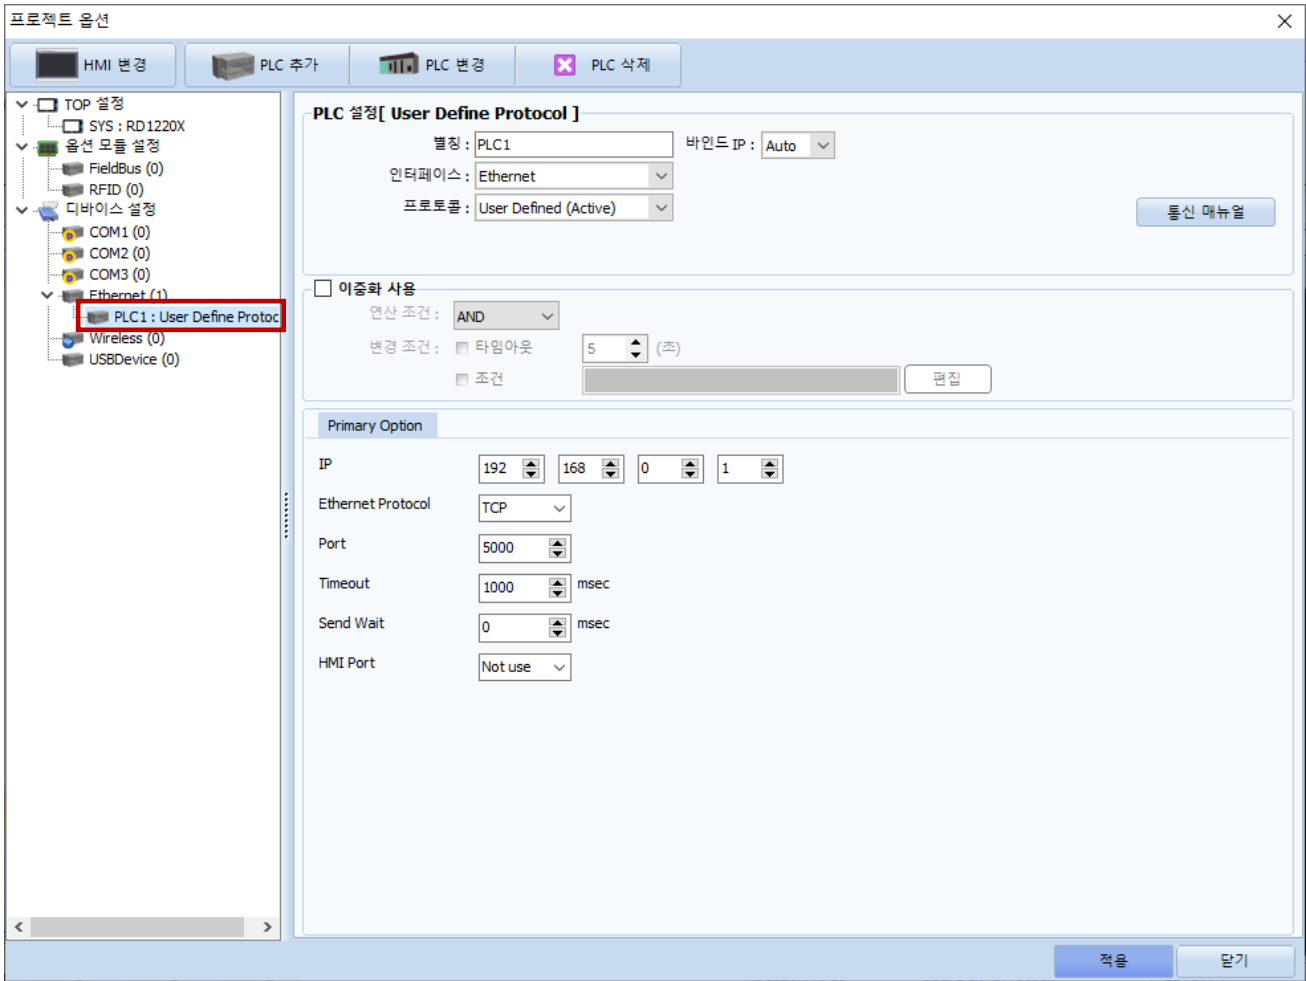 프로젝트 옵션
HMI 변경
PLC 추가
PLC 변경
PLC 삭제
TOP 설정
SYS : RD1220X
옵션 모듈 설정
FieldBus (0)
RFID (0)
디바이스 설정
COM1 (0)
COM2 (0)
COM3 (0)
Ethernet (1)
PLC1 : User Define Protoc
Wireless (0)
USBDevice (0)
PLC 설정[ User Define Protocol ]
별칭 : PLC1 바인드 IP : Auto
인터페이스 : Ethernet
프로토콜 : User Defined (Active)
통신 매뉴얼
이중화 사용
연산 조건 : AND
변경 조건 : 타임아웃 5 (초)
조건 편집
Primary Option
IP 192 168 0 1
Ethernet Protocol TCP
Port 5000
Timeout 1000 msec
Send Wait 0 msec
HMI Port Not use
적용 닫기